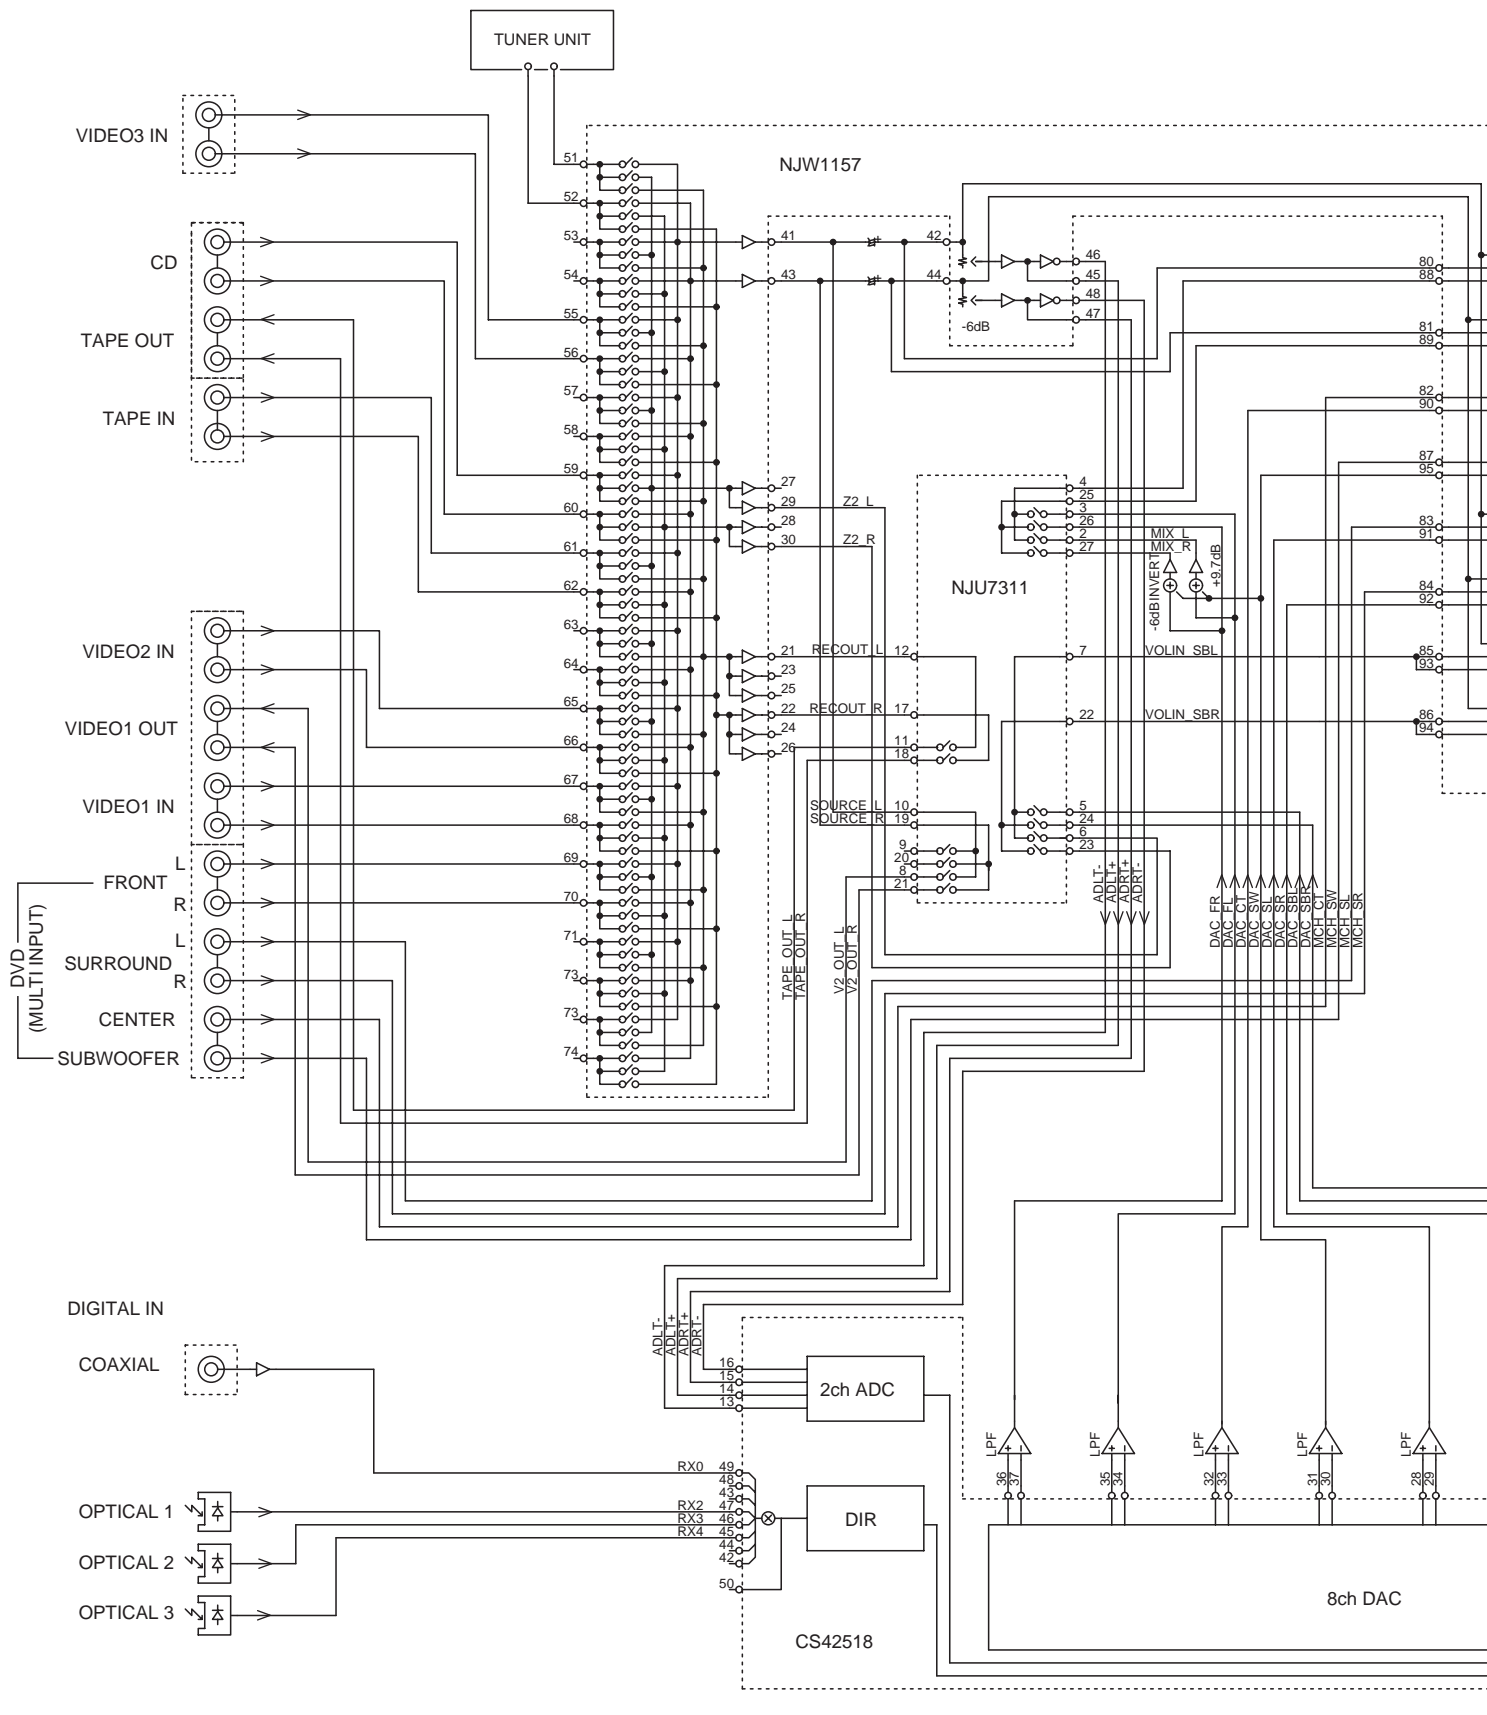 TUNER UNIT
VIDEO3 IN
CD
TAPE OUT
TAPE IN
VIDEO2 IN
VIDEO1 OUT
VIDEO1 IN
L
FRONT
R
L
SURROUND
R
CENTER
SUBWOOFER
DVD
(MULTI INPUT)
DIGITAL IN
COAXIAL
OPTICAL 1
OPTICAL 2
OPTICAL 3
NJW1157
51
52
53
54
55
56
57
58
59
60
61
62
63
64
65
66
67
68
69
70
71
73
73
74
41
43
27
29
28
30
21
23
25
22
24
26
42
44
-6dB
46
45
48
47
80
88
81
89
82
90
87
95
83
91
84
92
85
93
86
94
Z2_L
Z2_R
RECOUT_L
RECOUT_R
SOURCE_L
SOURCE_R
NJU7311
12
17
11
18
10
19
9
20
8
21
4
25
3
26
2
27
7
22
5
24
6
23
MIX_L
MIX_R
-6dBINVERT
+9.7dB
VOLIN_SBL
VOLIN_SBR
TAPE_OUT_L
TAPE_OUT_R
V2_OUT_L
V2_OUT_R
ADLT-
ADLT+
ADRT+
ADRT-
DAC_FR
DAC_FL
DAC_CT
DAC_SW
DAC_SL
DAC_SR
DAC_SBL
DAC_SBR
MCH_CT
MCH_SW
MCH_SL
MCH_SR
ADLT-
ADLT+
ADRT+
ADRT-
16
15
14
13
2ch ADC
RX0
RX2
RX3
RX4
49
48
43
47
46
45
44
42
50
DIR
CS42518
LPF
36
37
LPF
35
34
LPF
32
33
LPF
31
30
LPF
28
29
8ch DAC